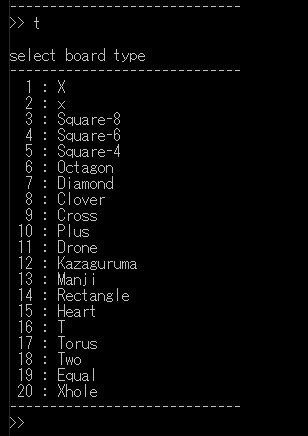 --------------------------------
>> t
select board type
--------------------------------
1 : X
2 : x
3 : Square-8
4 : Square-6
5 : Square-4
6 : Octagon
7 : Diamond
8 : Clover
9 : Cross
10 : Plus
11 : Drone
12 : Kazaguruma
13 : Manji
14 : Rectangle
15 : Heart
16 : T
17 : Torus
18 : Two
19 : Equal
20 : Xhole
--------------------------------
>>